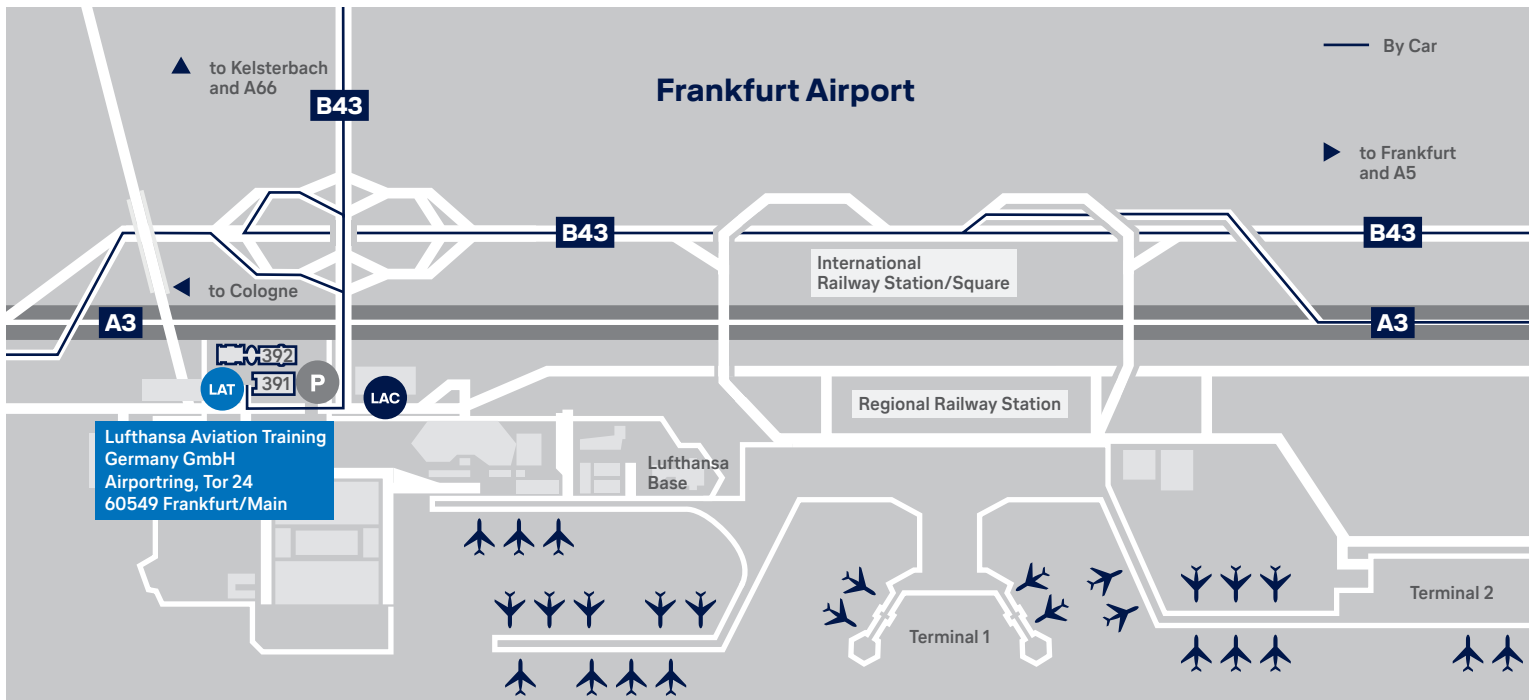 By Car
to Kelsterbach
and A66
Frankfurt Airport
B43
to Frankfurt
and A5
B43
B43
International
Railway Station/Square
to Cologne
A3
A3
392
391
P
LAT
LAC
Regional Railway Station
Lufthansa Aviation Training
Germany GmbH
Airportring, Tor 24
60549 Frankfurt/Main
Lufthansa
Base
Terminal 2
Terminal 1